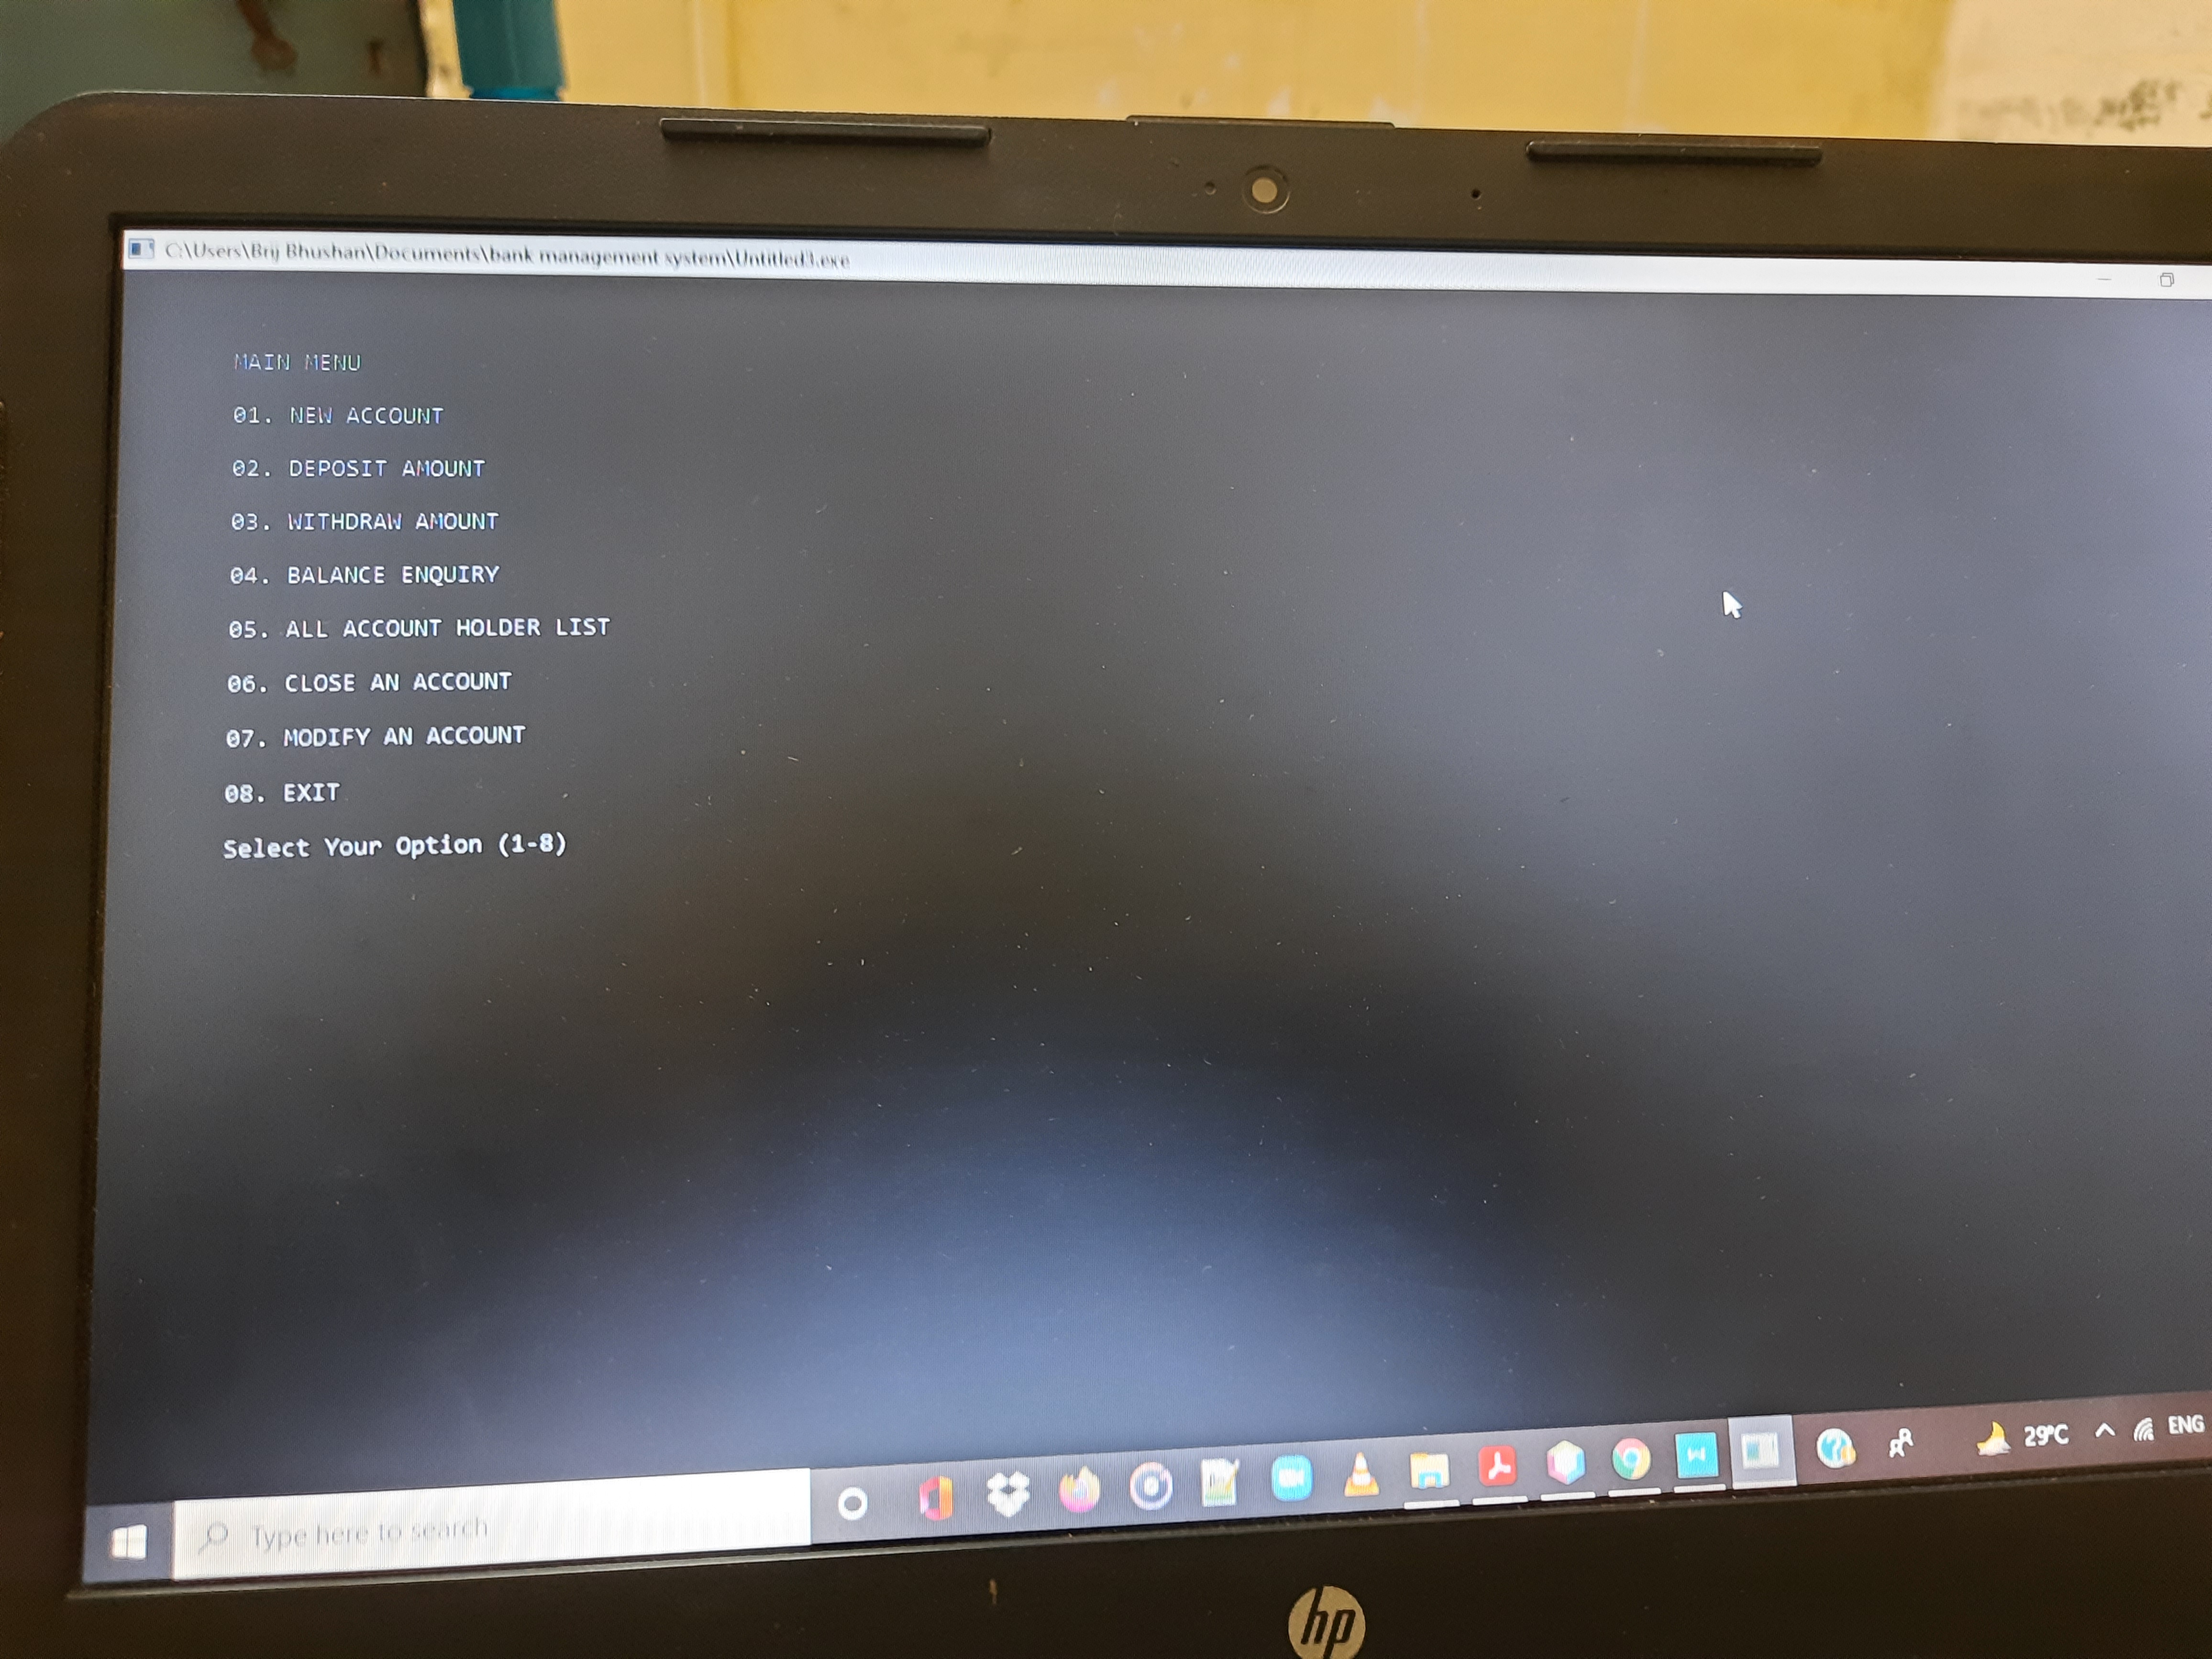 C:\Users\Brij Bhushan\Documents\bank management system\Untitled3.exe
MAIN MENU
01. NEW ACCOUNT
02. DEPOSIT AMOUNT
03. WITHDRAW AMOUNT
04. BALANCE ENQUIRY
05. ALL ACCOUNT HOLDER LIST
06. CLOSE AN ACCOUNT
07. MODIFY AN ACCOUNT
08. EXIT
Select Your Option (1-8)
Type here to search
29°C
ENG
hp